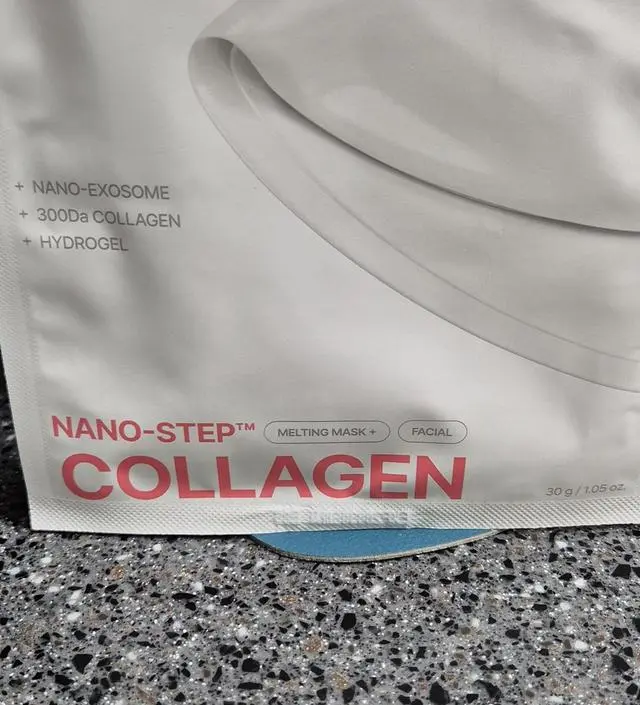 + NANO-EXOSOME
+ 300Da COLLAGEN
+ HYDROGEL
NANO-STEP™ MELTING MASK + FACIAL
COLLAGEN
30 g / 1.05 oz.